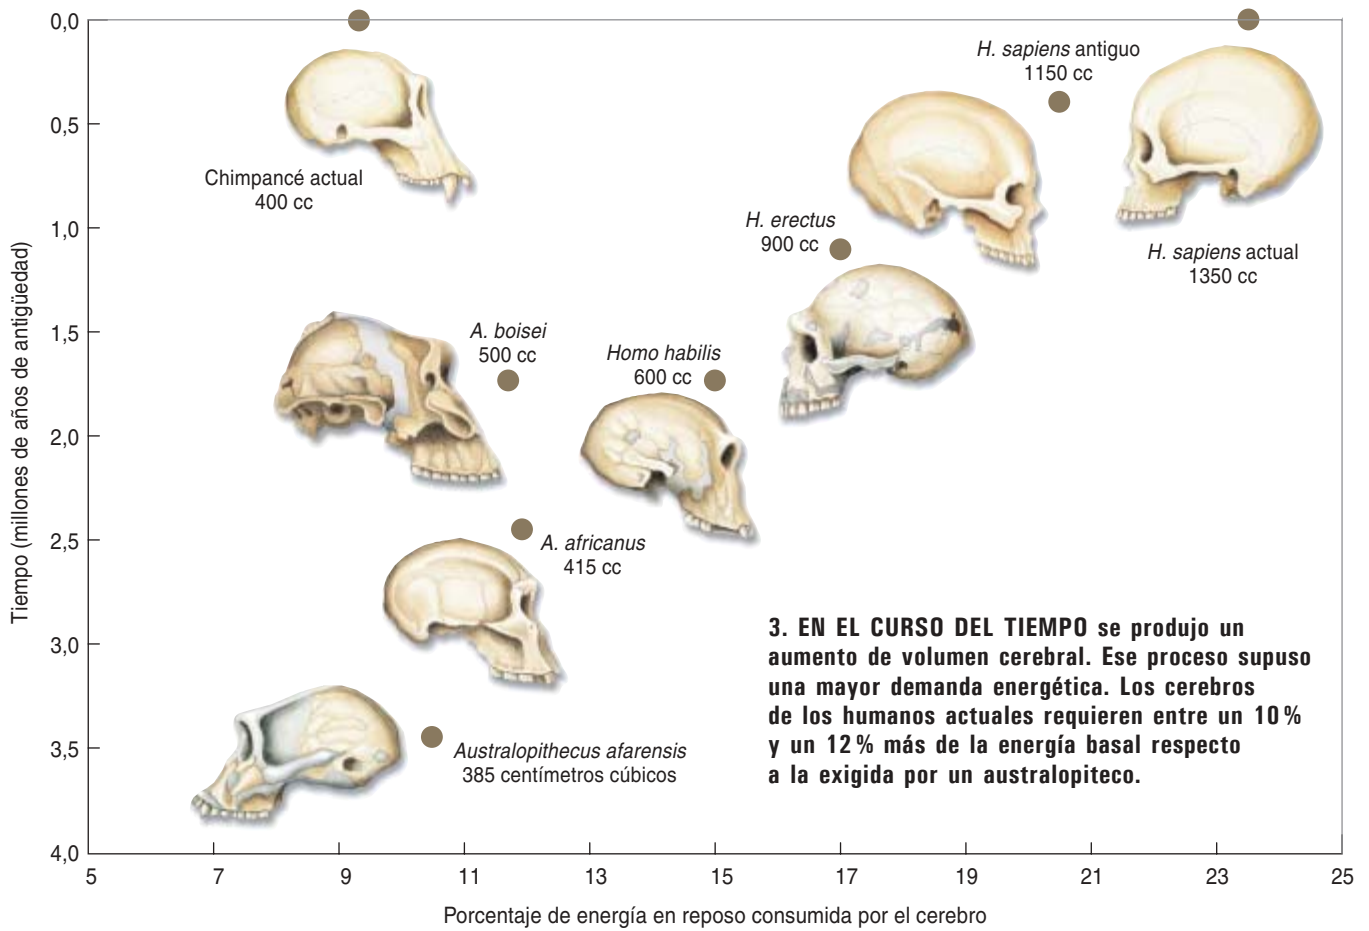 0,0
0,5
1,0
1,5
2,0
2,5
3,0
3,5
4,0
Tiempo (millones de años de antigüedad)
Chimpancé actual
400 cc
H. sapiens antiguo
1150 cc
H. sapiens actual
1350 cc
H. erectus
900 cc
A. boisei
500 cc
Homo habilis
600 cc
A. africanus
415 cc
Australopithecus afarensis
385 centímetros cúbicos
3. EN EL CURSO DEL TIEMPO se produjo un
aumento de volumen cerebral. Ese proceso supuso
una mayor demanda energética. Los cerebros
de los humanos actuales requieren entre un 10 %
y un 12 % más de la energía basal respecto
a la exigida por un australopiteco.
5 7 9 11 13 15 17 19 21 23 25
Porcentaje de energía en reposo consumida por el cerebro